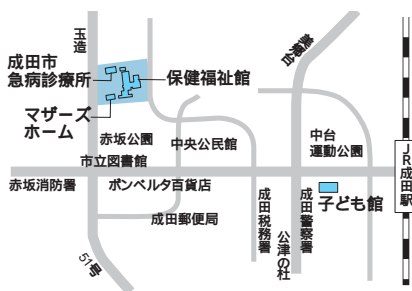 玉造
美郷台
成田市
急病診療所
保健福祉館
マザーズ
ホーム
赤坂公園
中央公民館
中台
運動公園
市立図書館
赤坂消防署
ボンベルタ百貨店
成田郵便局
成田税務署
公津の杜
成田警察署
子ども館
JR成田駅
51号